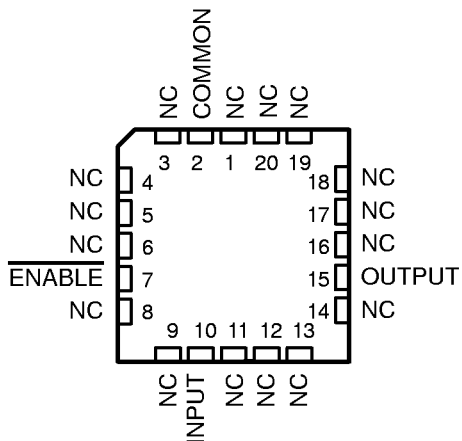 NC COMMON NC NC NC
3 2 1 20 19
NC 4 18 NC
NC 5 17 NC
NC 6 16 NC
ENABLE 7 15 OUTPUT
NC 8 14 NC
9 10 11 12 13
NC INPUT NC NC NC